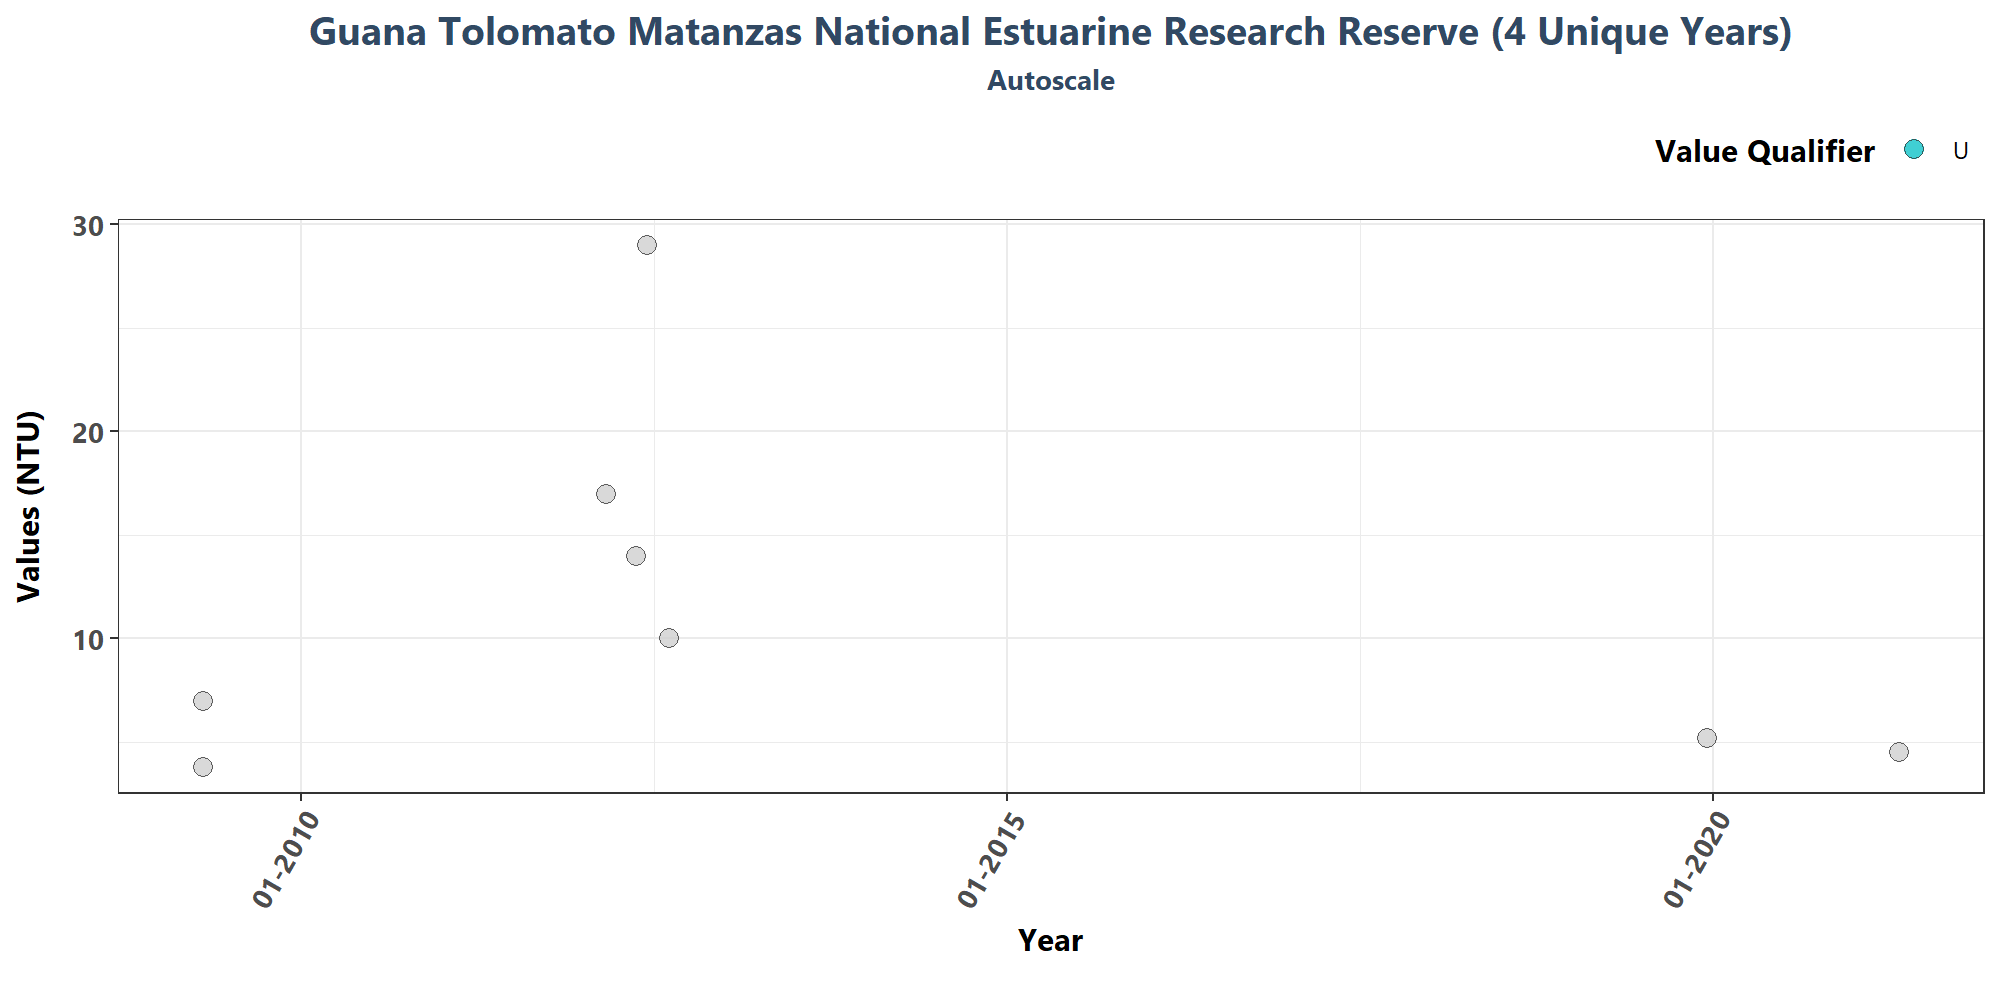 Guana Tolomato Matanzas National Estuarine Research Reserve (4 Unique Years)
Autoscale
Value Qualifier U
30
20
10
Values (NTU)
01-2010
01-2015
01-2020
Year